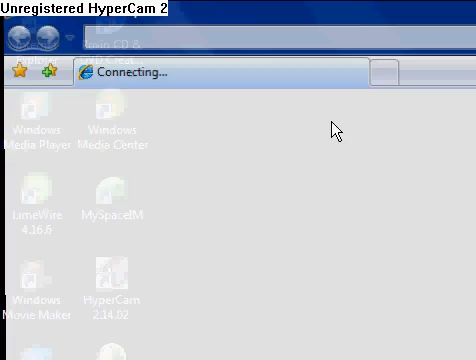 Unregistered HyperCam 2
Connecting...
Windows
Media Player
Windows
Media Center
LimeWire
4.16.6
MySpaceIM
Windows
Movie Maker
HyperCam
2.14.02